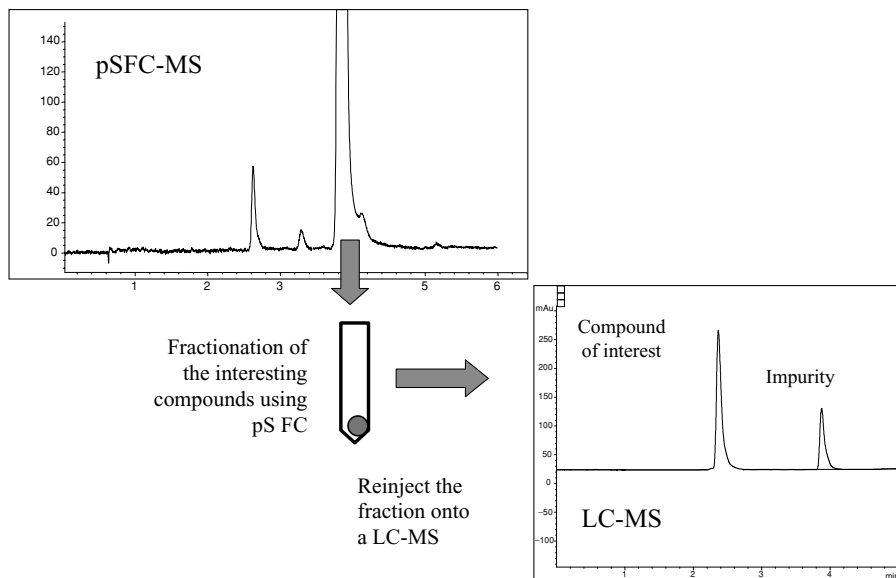 140
120
100
80
60
40
20
0
pSFC-MS
1 2 3 4 5 6
Fractionation of
the interesting
compounds using
pS FC
Reinject the
fraction onto
a LC-MS
mAu
250
200
150
100
50
0
−50
−100
Compound
of interest
Impurity
LC-MS
1 2 3 4